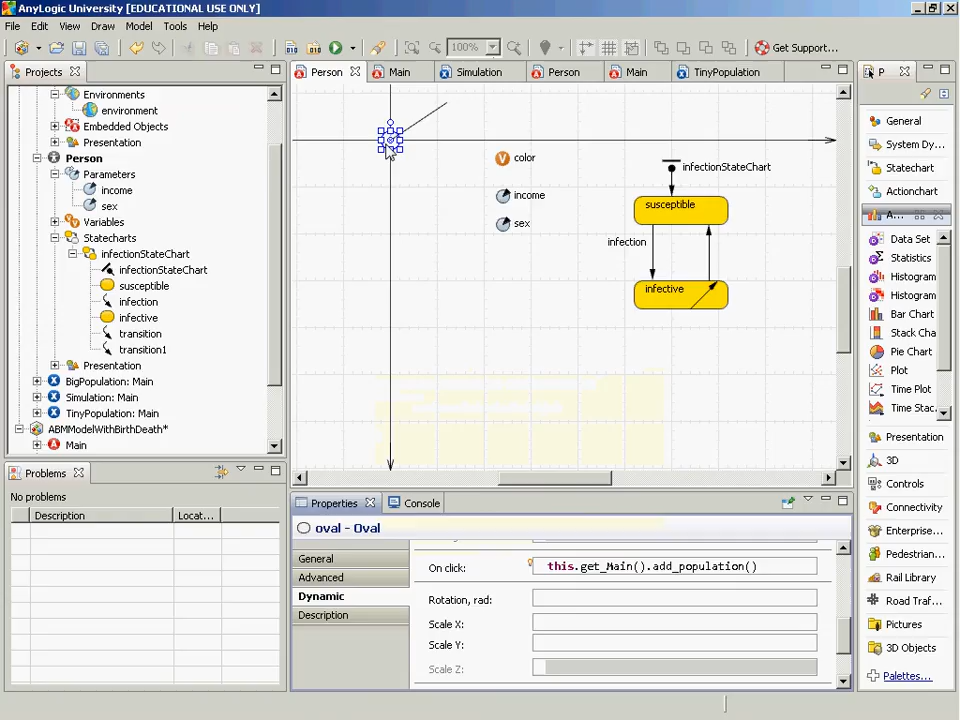 AnyLogic University [EDUCATIONAL USE ONLY]
File Edit View Draw Model Tools Help
100% Get Support...
Projects
Person Main Simulation Person Main TinyPopulation
P
Environments
environment
Embedded Objects
Presentation
Person
Parameters
income
sex
Variables
Statecharts
infectionStateChart
infectionStateChart
susceptible
infection
infective
transition
transition1
Presentation
BigPopulation: Main
Simulation: Main
TinyPopulation: Main
ABMModelWithBirthDeath*
Main
color
income
sex
infectionStateChart
susceptible
infection
infective
General
System Dy...
Statechart
Actionchart
A...
Data Set
Statistics
Histogram
Histogram
Bar Chart
Stack Cha
Pie Chart
Plot
Time Plot
Time Stac
Presentation
3D
Controls
Connectivity
Enterprise...
Pedestrian...
Rail Library
Road Traf...
Pictures
3D Objects
Palettes...
Problems
No problems
Description Locat...
Properties Console
oval - Oval
General
Advanced
Dynamic
Description
On click: this.get_Main().add_population()
Rotation, rad:
Scale X:
Scale Y:
Scale Z: